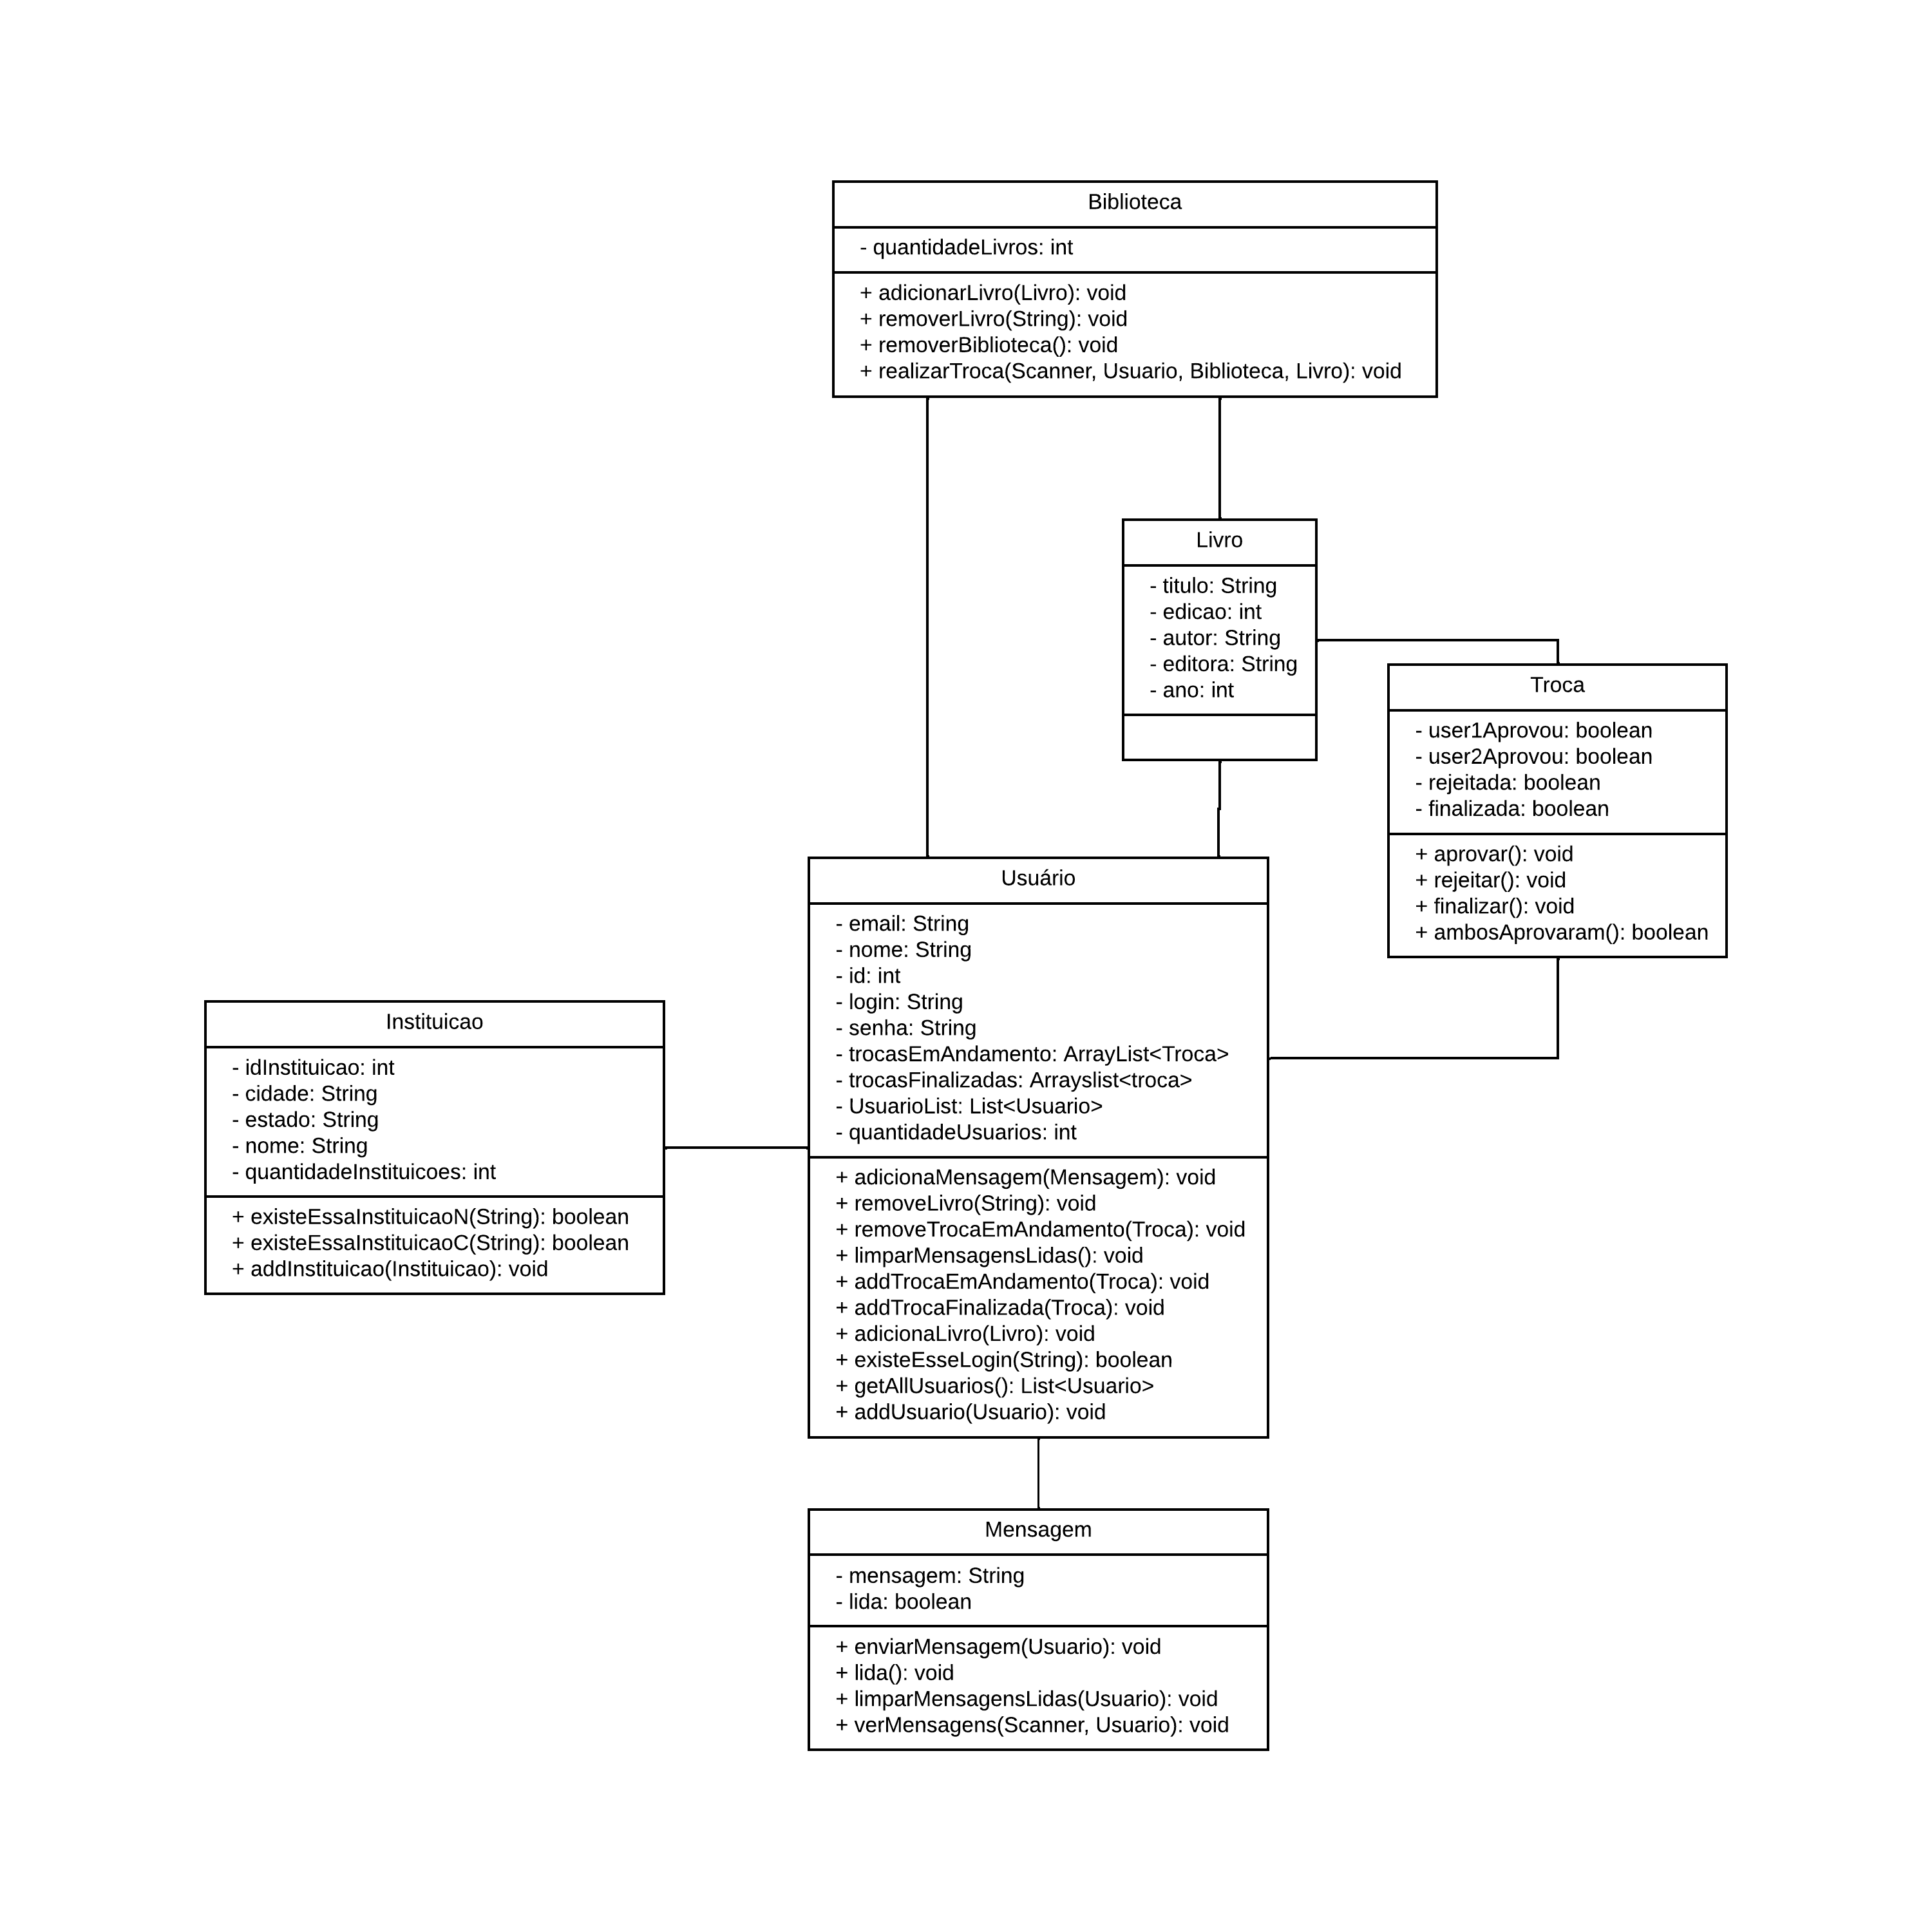 Biblioteca
- quantidadeLivros: int
+ adicionarLivro(Livro): void
+ removerLivro(String): void
+ removerBiblioteca(): void
+ realizarTroca(Scanner, Usuario, Biblioteca, Livro): void
Livro
- titulo: String
- edicao: int
- autor: String
- editora: String
- ano: int
Troca
- user1Aprovou: boolean
- user2Aprovou: boolean
- rejeitada: boolean
- finalizada: boolean
+ aprovar(): void
+ rejeitar(): void
+ finalizar(): void
+ ambosAprovaram(): boolean
Usuário
- email: String
- nome: String
- id: int
- login: String
- senha: String
- trocasEmAndamento: ArrayList<Troca>
- trocasFinalizadas: Arrayslist<troca>
- UsuarioList: List<Usuario>
- quantidadeUsuarios: int
+ adicionaMensagem(Mensagem): void
+ removeLivro(String): void
+ removeTrocaEmAndamento(Troca): void
+ limparMensagensLidas(): void
+ addTrocaEmAndamento(Troca): void
+ addTrocaFinalizada(Troca): void
+ adicionaLivro(Livro): void
+ existeEsseLogin(String): boolean
+ getAllUsuarios(): List<Usuario>
+ addUsuario(Usuario): void
Instituicao
- idInstituicao: int
- cidade: String
- estado: String
- nome: String
- quantidadeInstituicoes: int
+ existeEssaInstituicaoN(String): boolean
+ existeEssaInstituicaoC(String): boolean
+ addInstituicao(Instituicao): void
Mensagem
- mensagem: String
- lida: boolean
+ enviarMensagem(Usuario): void
+ lida(): void
+ limparMensagensLidas(Usuario): void
+ verMensagens(Scanner, Usuario): void